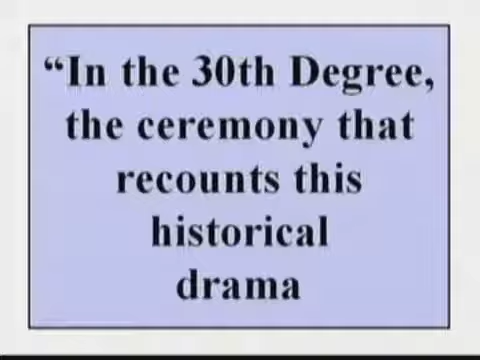 “In the 30th Degree,
the ceremony that
recounts this
historical
drama